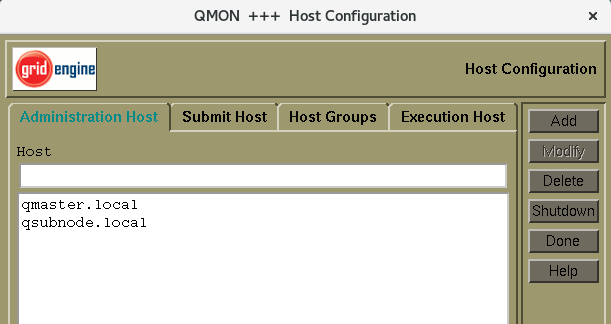 QMON +++ Host Configuration
×
grid engine
Host Configuration
Administration Host
Submit Host
Host Groups
Execution Host
Host
qmaster.local
qsubnode.local
Add
Modify
Delete
Shutdown
Done
Help